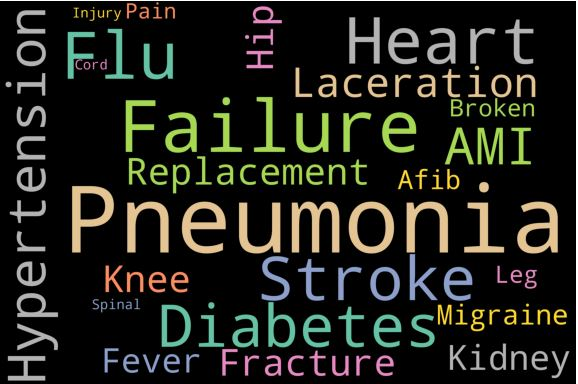 Injury Pain
Hypertension
Flu
Cord
Hip
Heart
Laceration
Failure
Broken
AMI
Replacement
Afib
Pneumonia
Stroke
Knee
Leg
Spinal
Diabetes
Migraine
Fever
Fracture
Kidney